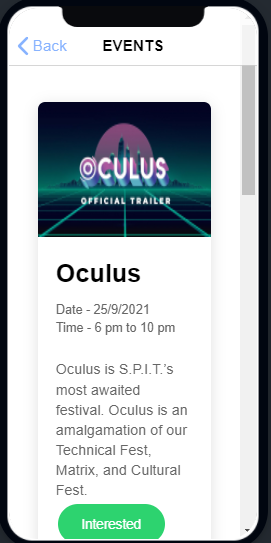 Back
EVENTS
OCULUS
OFFICIAL TRAILER
Oculus
Date - 25/9/2021
Time - 6 pm to 10 pm
Oculus is S.P.I.T.'s
most awaited
festival. Oculus is an
amalgamation of our
Technical Fest,
Matrix, and Cultural
Fest.
Interested